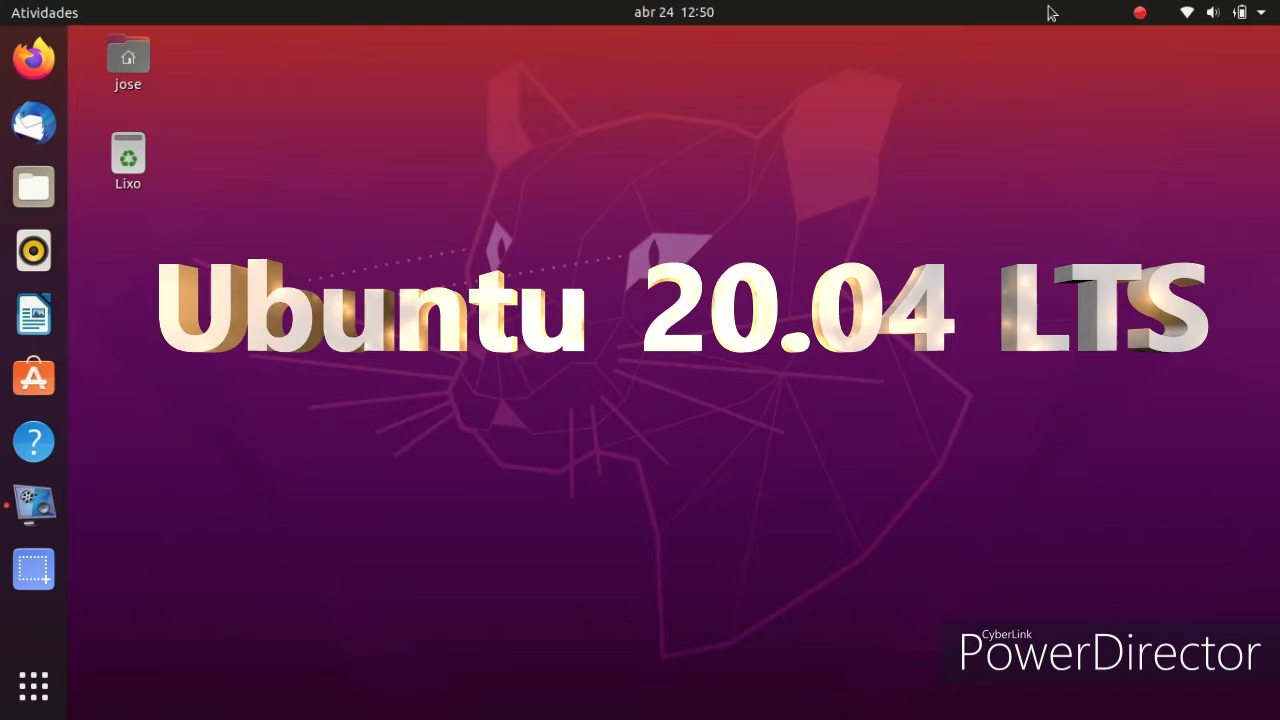 Atividades
abr 24 12:50
jose
Lixo
Ubuntu 20.04 LTS
CyberLink
PowerDirector